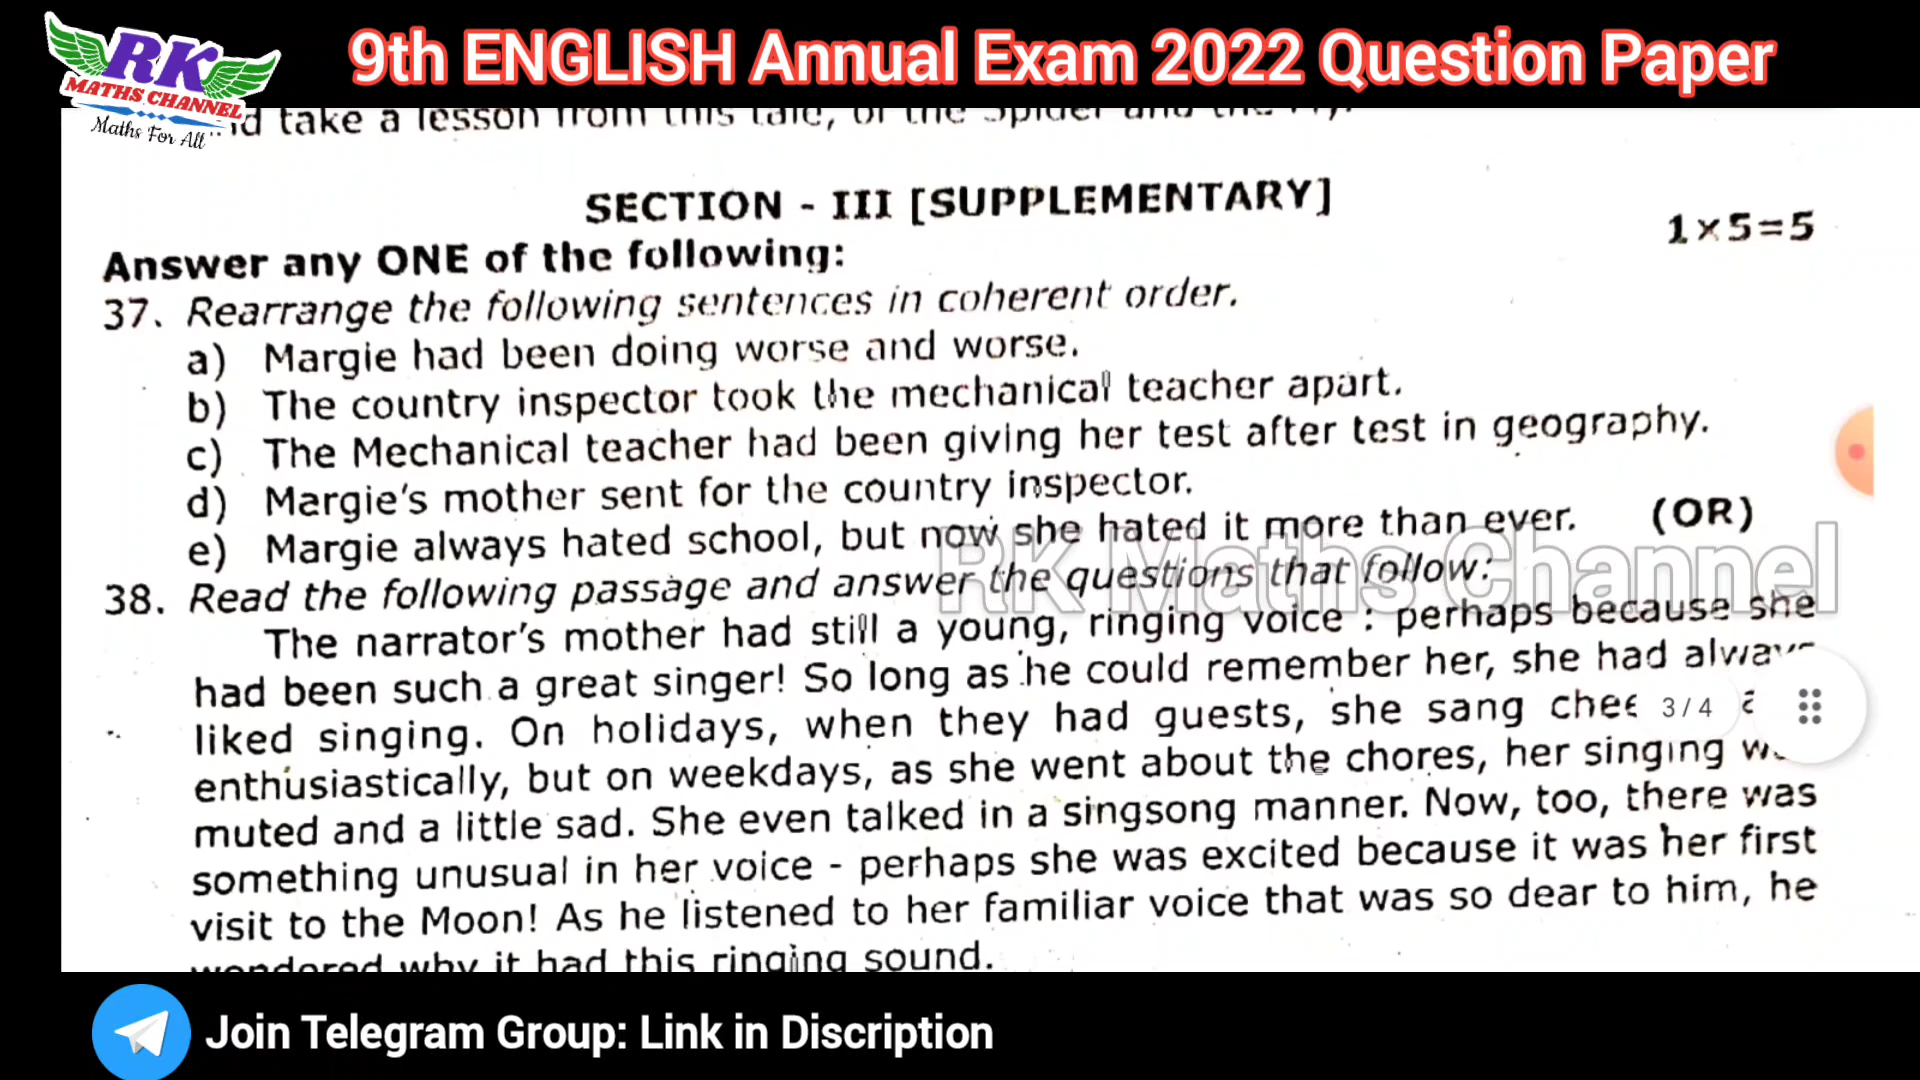 RK
MATHS CHANNEL
Maths For All
9th ENGLISH Annual Exam 2022 Question Paper
take a lesson from this tale, of the Spider and the
SECTION - III [SUPPLEMENTARY]
Answer any ONE of the following:
1×5=5
37. Rearrange the following sentences in coherent order.
a) Margie had been doing worse and worse.
b) The country inspector took the mechanical teacher apart.
c) The Mechanical teacher had been giving her test after test in geography.
d) Margie's mother sent for the country inspector.
e) Margie always hated school, but now she hated it more than ever. (OR)
RK Maths Channel
38. Read the following passage and answer the questions that follow:
The narrator's mother had still a young, ringing voice : perhaps because she
had been such a great singer! So long as he could remember her, she had always
liked singing. On holidays, when they had guests, she sang
3/4
enthusiastically, but on weekdays, as she went about the chores, her singing
muted and a little sad. She even talked in a singsong manner. Now, too, there was
something unusual in her voice - perhaps she was excited because it was her first
visit to the Moon! As he listened to her familiar voice that was so dear to him, he
wondered why it had this ringing sound.
Join Telegram Group: Link in Discription